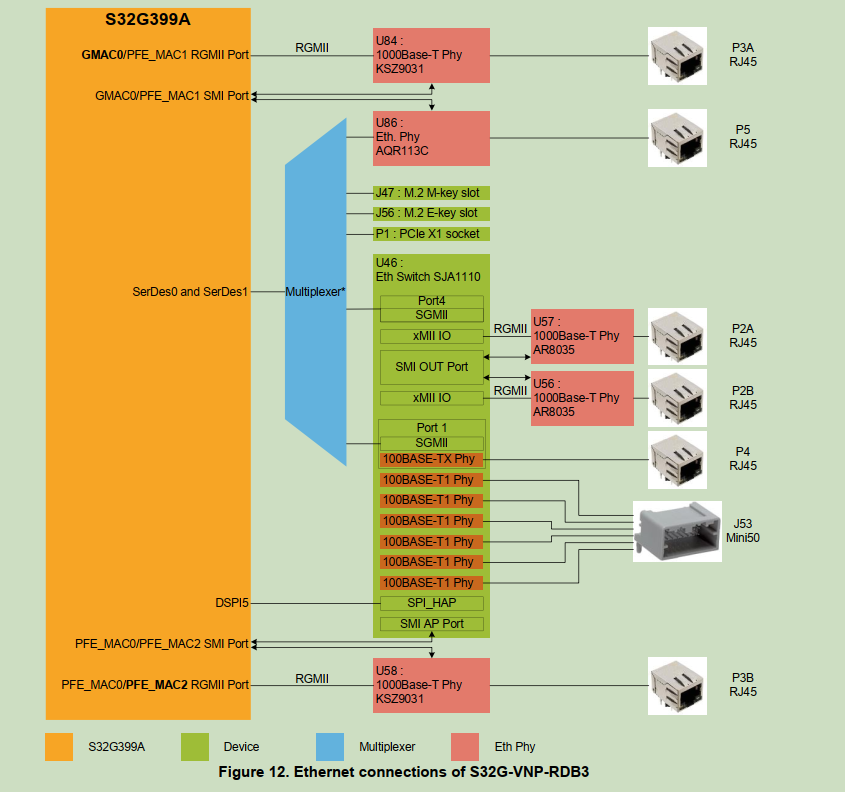 S32G399A
GMAC0/PFE_MAC1 RGMII Port
RGMII
U84 :
1000Base-T Phy
KSZ9031
P3A
RJ45
GMAC0/PFE_MAC1 SMI Port
U86 :
Eth. Phy
AQR113C
P5
RJ45
J47 : M.2 M-key slot
J56 : M.2 E-key slot
P1 : PCIe X1 socket
U46 :
Eth Switch SJA1110
SerDes0 and SerDes1
Multiplexer*
Port4
SGMII
xMII IO
RGMII
U57 :
1000Base-T Phy
AR8035
P2A
RJ45
SMI OUT Port
xMII IO
RGMII
U56 :
1000Base-T Phy
AR8035
P2B
RJ45
Port 1
SGMII
100BASE-TX Phy
P4
RJ45
100BASE-T1 Phy
100BASE-T1 Phy
100BASE-T1 Phy
100BASE-T1 Phy
100BASE-T1 Phy
100BASE-T1 Phy
J53
Mini50
DSPI5
SPI_HAP
SMI AP Port
PFE_MAC0/PFE_MAC2 SMI Port
PFE_MAC0/PFE_MAC2 RGMII Port
RGMII
U58 :
1000Base-T Phy
KSZ9031
P3B
RJ45
S32G399A
Device
Multiplexer
Eth Phy
Figure 12. Ethernet connections of S32G-VNP-RDB3